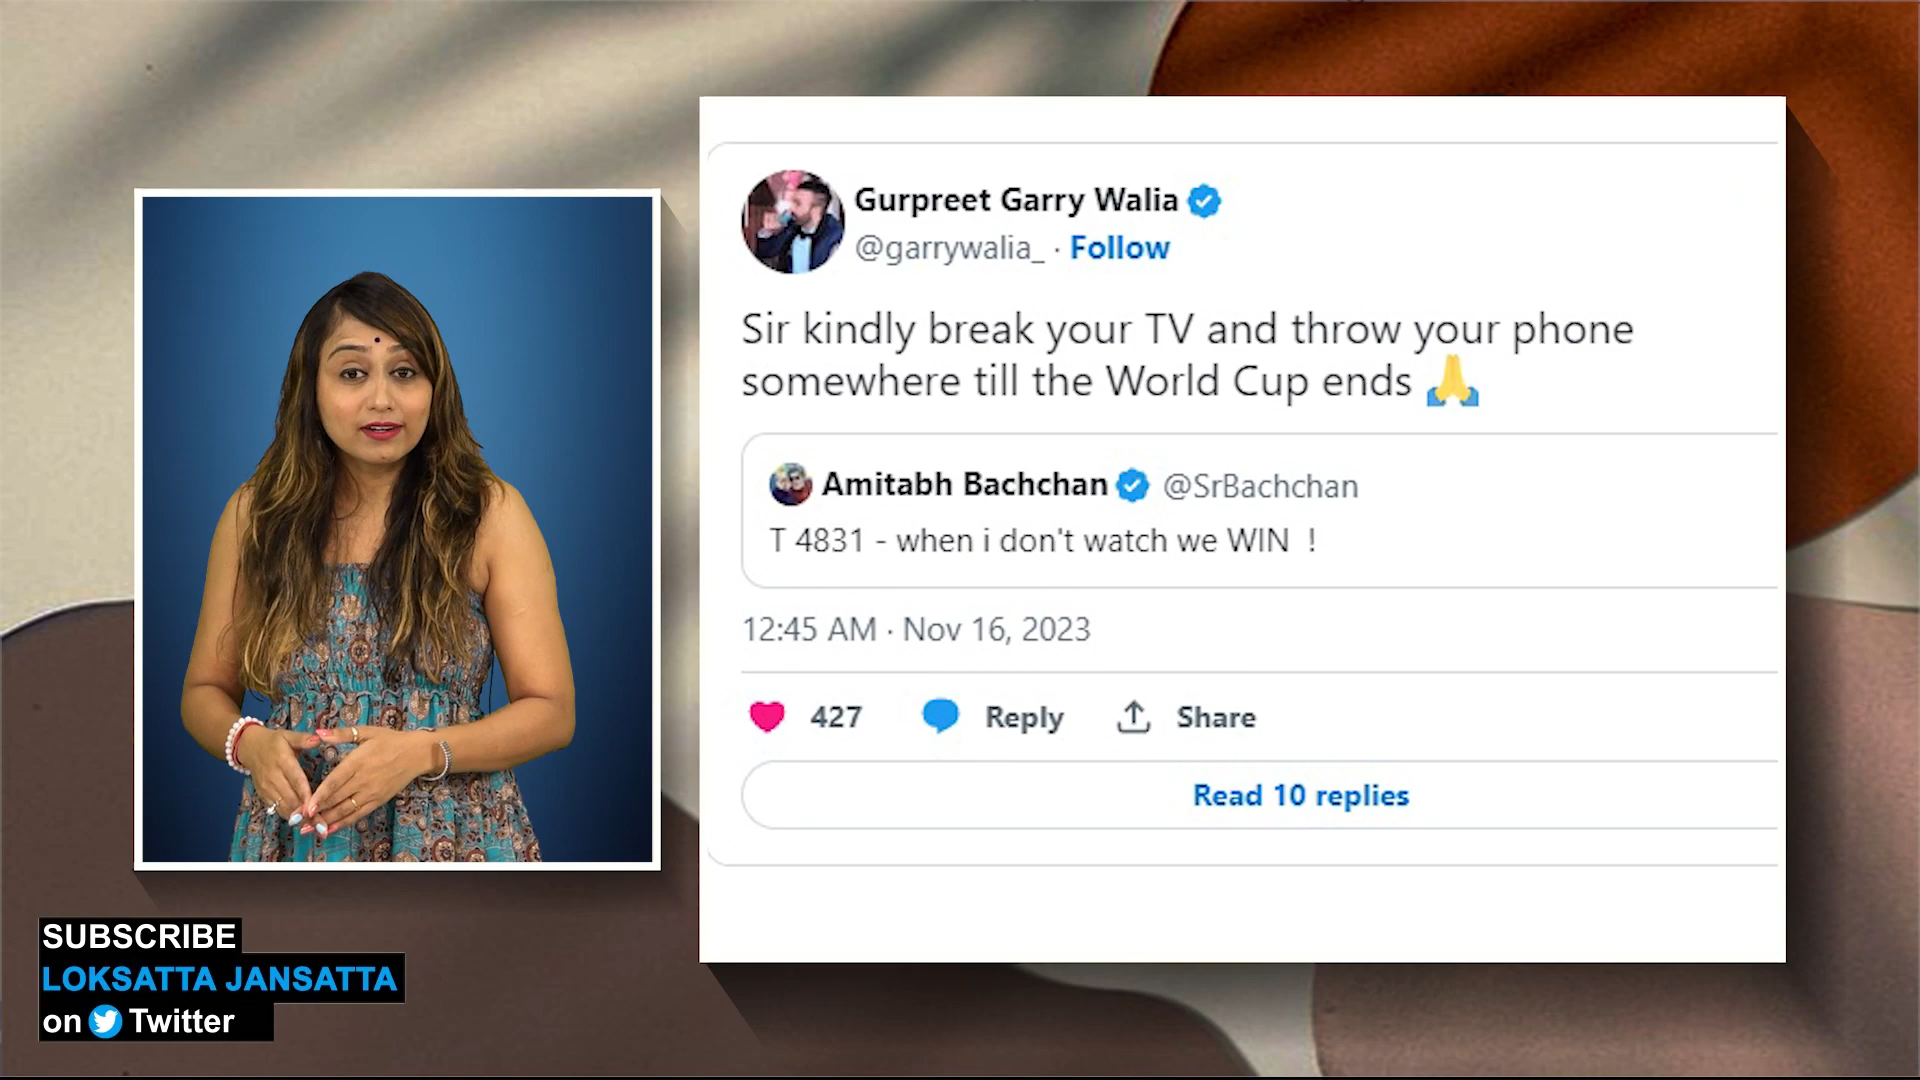 Gurpreet Garry Walia
@garrywalia_ · Follow
Sir kindly break your TV and throw your phone
somewhere till the World Cup ends 🙏
Amitabh Bachchan @SrBachchan
T 4831 - when i don't watch we WIN  !
12:45 AM · Nov 16, 2023
427 Reply Share
Read 10 replies
SUBSCRIBE
LOKSATTA JANSATTA
on Twitter